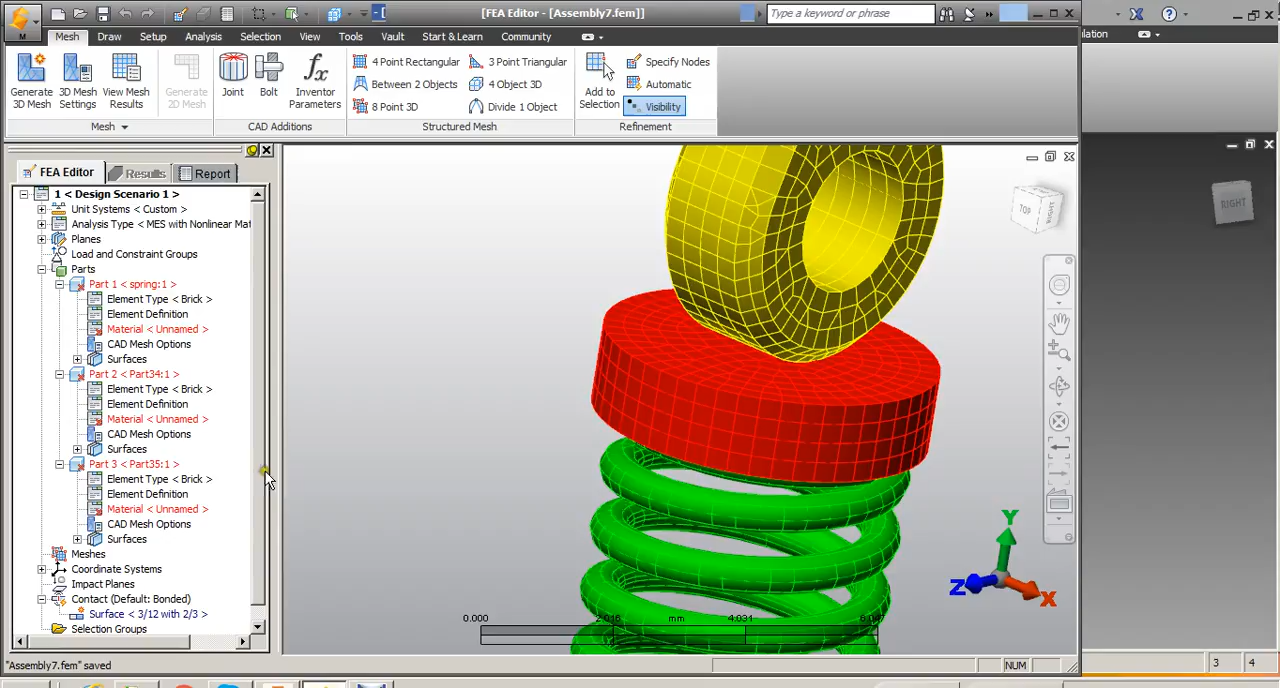 [FEA Editor - [Assembly7.fem]]
Type a keyword or phrase
M
Mesh Draw Setup Analysis Selection View Tools Vault Start & Learn Community
ulation
Generate 3D Mesh
3D Mesh Settings
View Mesh Results
Generate 2D Mesh
Mesh
Joint
Bolt
Inventor Parameters
CAD Additions
4 Point Rectangular
Between 2 Objects
8 Point 3D
3 Point Triangular
4 Object 3D
Divide 1 Object
Structured Mesh
Add to Selection
Specify Nodes
Automatic
Visibility
Refinement
FEA Editor Results Report
1 < Design Scenario 1 >
Unit Systems < Custom >
Analysis Type < MES with Nonlinear Mat
Planes
Load and Constraint Groups
Parts
Part 1 < spring:1 >
Element Type < Brick >
Element Definition
Material < Unnamed >
CAD Mesh Options
Surfaces
Part 2 < Part34:1 >
Element Type < Brick >
Element Definition
Material < Unnamed >
CAD Mesh Options
Surfaces
Part 3 < Part35:1 >
Element Type < Brick >
Element Definition
Material < Unnamed >
CAD Mesh Options
Surfaces
Meshes
Coordinate Systems
Impact Planes
Contact (Default: Bonded)
Surface < 3/12 with 2/3 >
Selection Groups
TOP
RIGHT
RIGHT
Y
Z
X
0.000 mm 4.031
"Assembly7.fem" saved
NUM
3 4